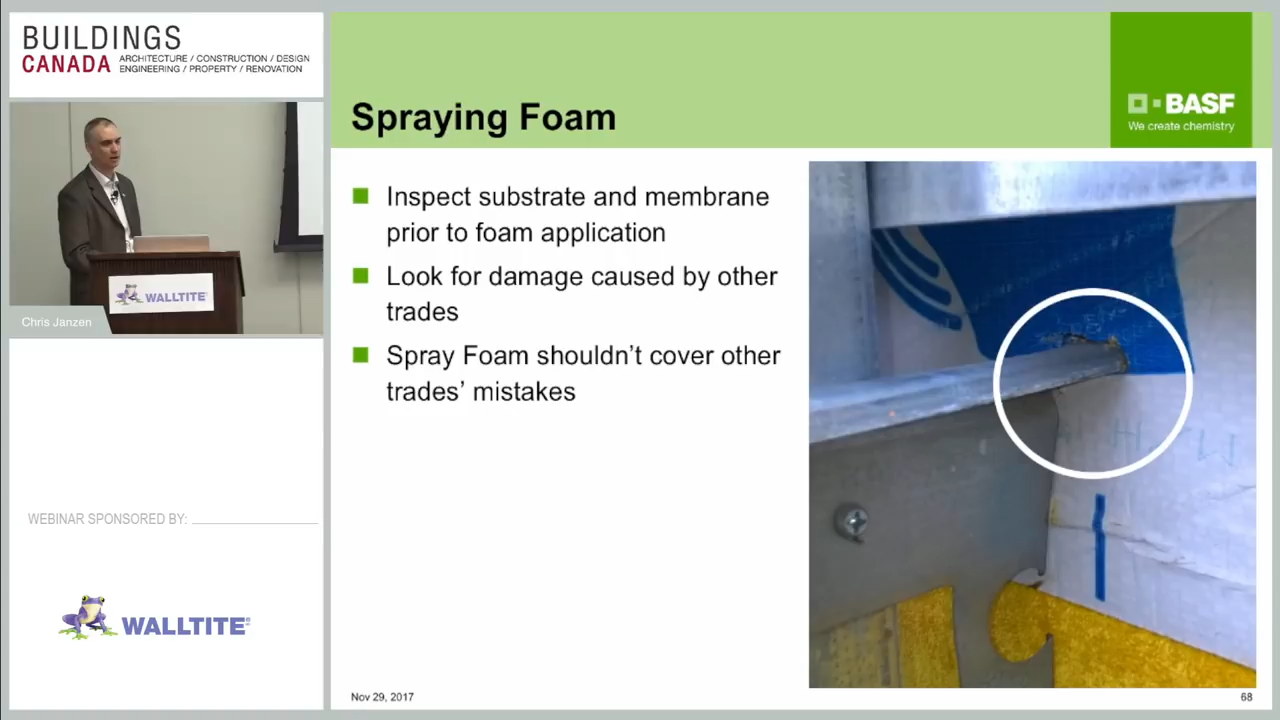 BUILDINGS
CANADA
ARCHITECTURE / CONSTRUCTION / DESIGN
ENGINEERING / PROPERTY / RENOVATION
WALLTITE
Chris Janzen
WEBINAR SPONSORED BY:
WALLTITE®
Spraying Foam
BASF
We create chemistry
Inspect substrate and membrane
prior to foam application
Look for damage caused by other
trades
Spray Foam shouldn’t cover other
trades’ mistakes
Nov 29, 2017
68